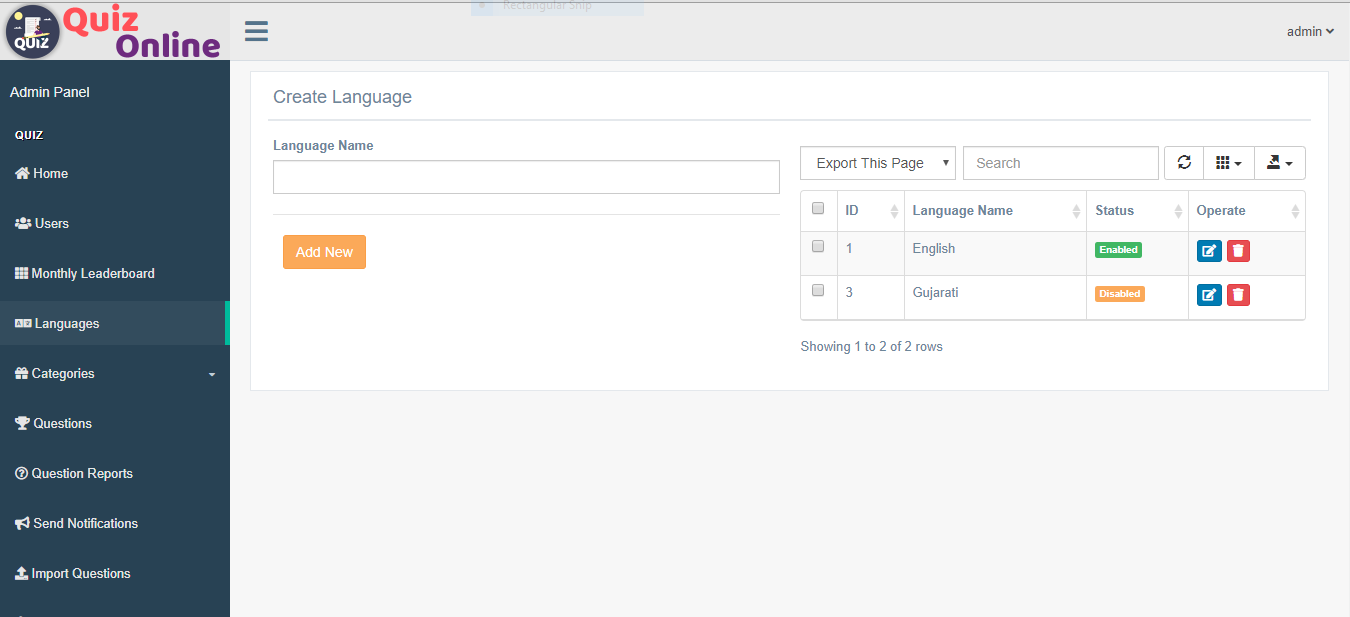 Rectangular Snip
QUIZ
Quiz
Online
admin
Admin Panel
QUIZ
Home
Users
Monthly Leaderboard
Languages
Categories
Questions
Question Reports
Send Notifications
Import Questions
Create Language
Language Name
Add New
Export This Page
Search
ID Language Name Status Operate
1 English Enabled
3 Gujarati Disabled
Showing 1 to 2 of 2 rows